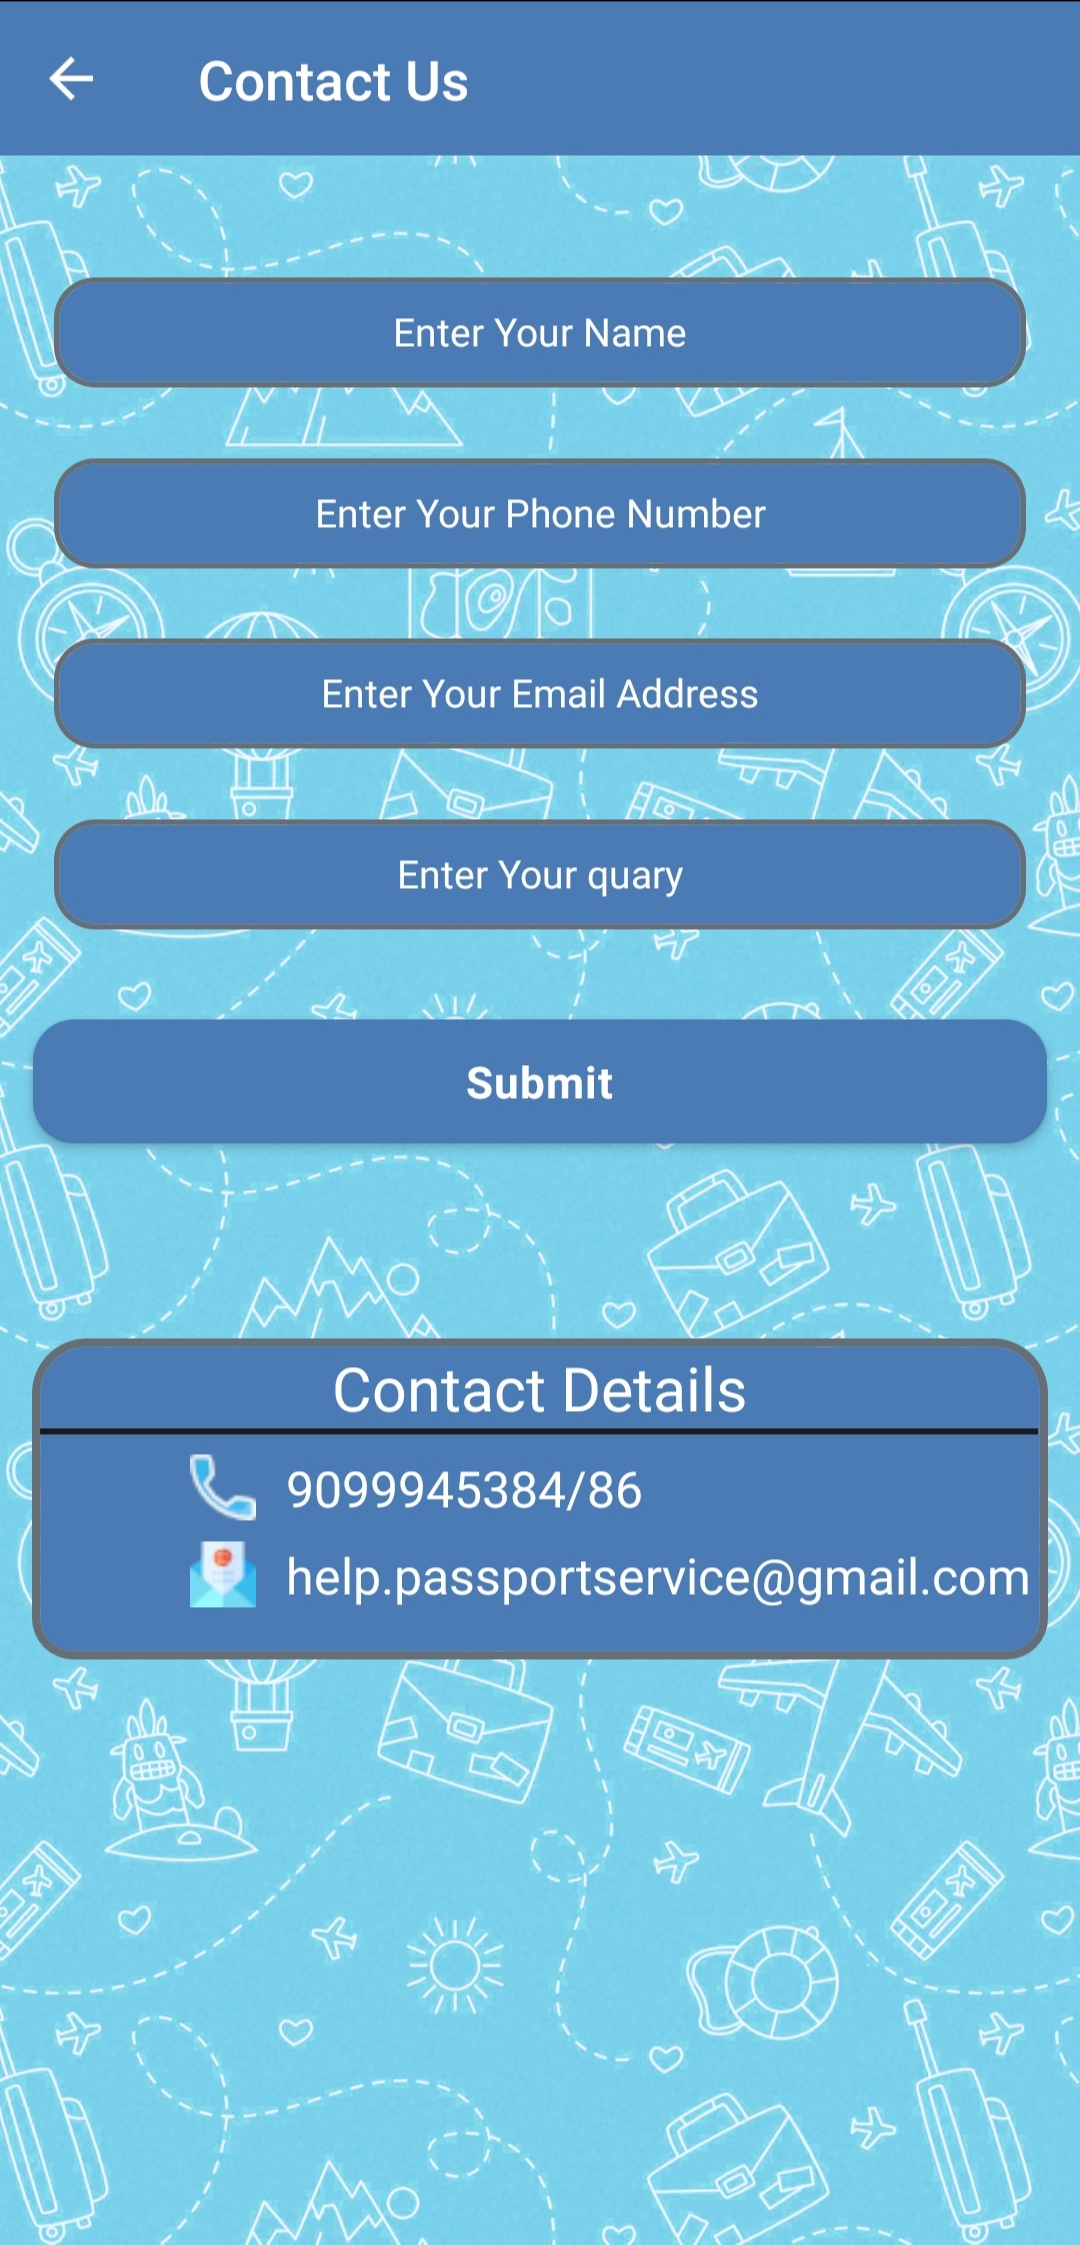 Contact Us
Enter Your Name
Enter Your Phone Number
Enter Your Email Address
Enter Your quary
Submit
Contact Details
9099945384/86
help.passportservice@gmail.com